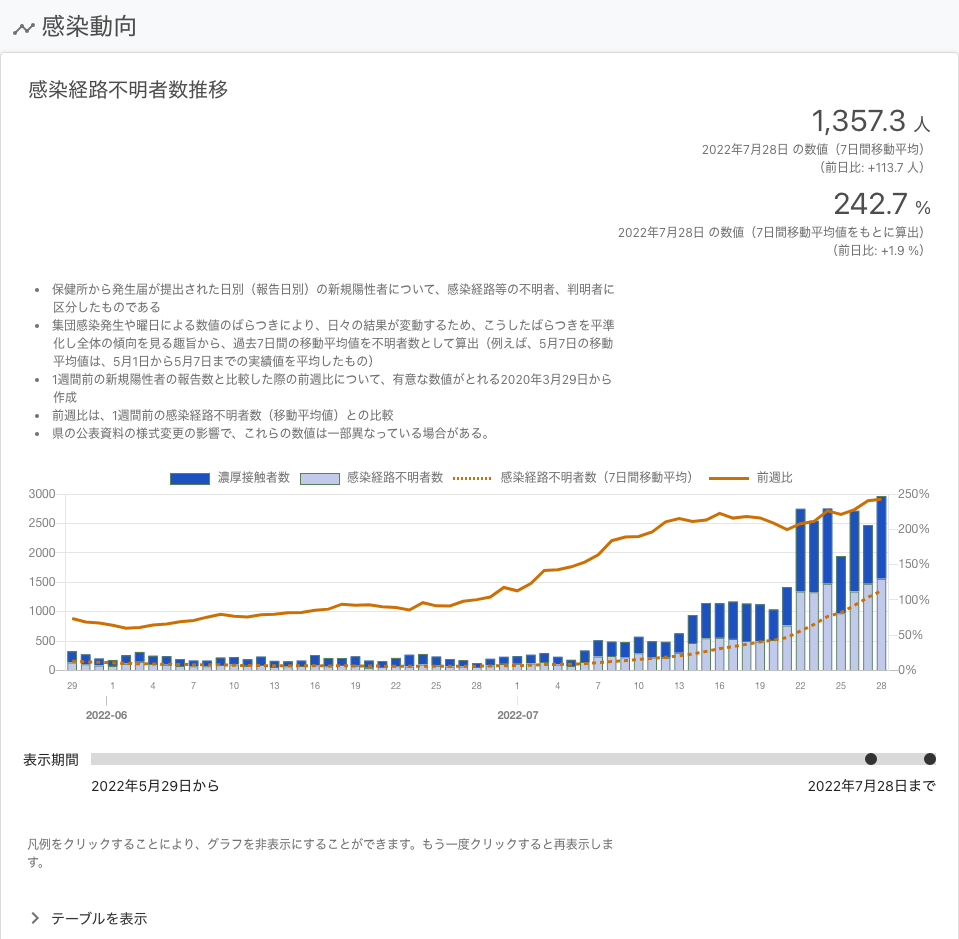 感染動向
感染経路不明者数推移
1,357.3 人
2022年7月28日 の数値（7日間移動平均）
（前日比: +113.7 人）
242.7 %
2022年7月28日 の数値（7日間移動平均値をもとに算出）
（前日比: +1.9 %）
• 保健所から発生届が提出された日別（報告日別）の新規陽性者について、感染経路等の不明者、判明者に
区分したものである
• 集団感染発生や曜日による数値のばらつきにより、日々の結果が変動するため、こうしたばらつきを平準
化し全体の傾向を見る趣旨から、過去7日間の移動平均値を不明者数として算出（例えば、5月7日の移動
平均値は、5月1日から5月7日までの実績値を平均したもの）
• 1週間前の新規陽性者の報告数と比較した際の前週比について、有意な数値がとれる2020年3月29日から
作成
• 前週比は、1週間前の感染経路不明者数（移動平均値）との比較
• 県の公表資料の様式変更の影響で、これらの数値は一部異なっている場合がある。
濃厚接触者数 感染経路不明者数 感染経路不明者数（7日間移動平均） 前週比
3000 250%
2500 200%
2000 150%
1500 100%
1000 50%
500 0%
0
29 1 4 7 10 13 16 19 22 25 28 1 4 7 10 13 16 19 22 25 28
2022-06 2022-07
表示期間
2022年5月29日から 2022年7月28日まで
凡例をクリックすることにより、グラフを非表示にすることができます。もう一度クリックすると再表示しま
す。
テーブルを表示